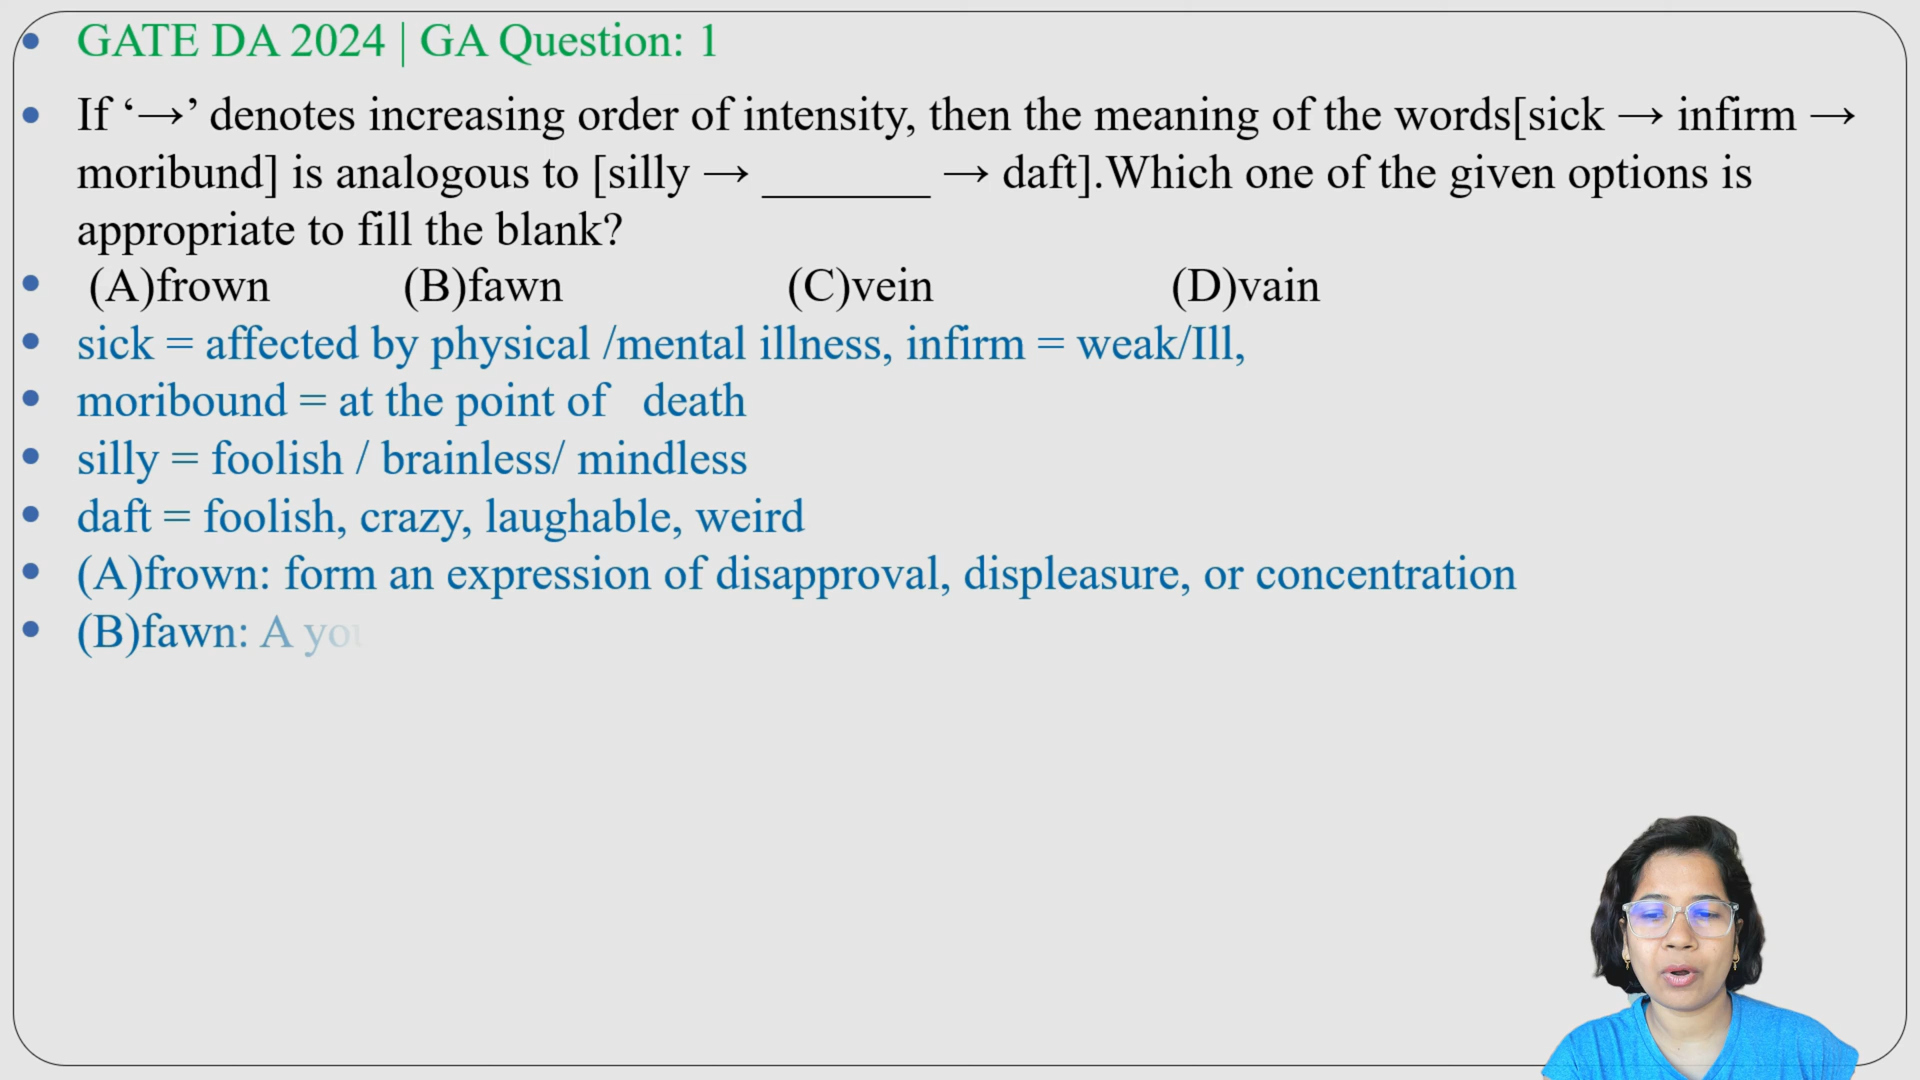 GATE DA 2024 | GA Question: 1
If ‘→’ denotes increasing order of intensity, then the meaning of the words[sick → infirm →
moribund] is analogous to [silly → _______ → daft].Which one of the given options is
appropriate to fill the blank?
(A)frown (B)fawn (C)vein (D)vain
sick = affected by physical /mental illness, infirm = weak/Ill,
moribound = at the point of death
silly = foolish / brainless/ mindless
daft = foolish, crazy, laughable, weird
(A)frown: form an expression of disapproval, displeasure, or concentration
(B)fawn: A you